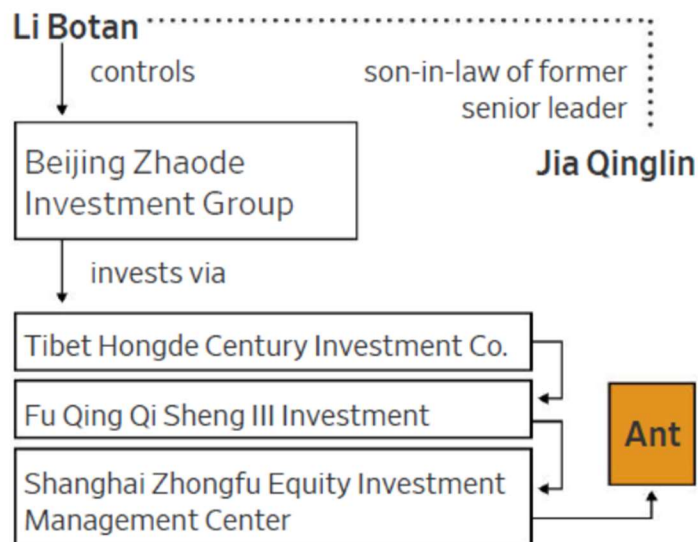 Li Botan
controls
son-in-law of former
senior leader
Jia Qinglin
Beijing Zhaode
Investment Group
invests via
Tibet Hongde Century Investment Co.
Fu Qing Qi Sheng III Investment
Shanghai Zhongfu Equity Investment
Management Center
Ant